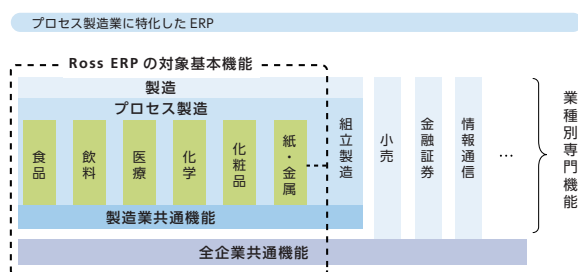 プロセス製造業に特化した ERP
Ross ERP の対象基本機能
製造
プロセス製造
食品
飲料
医療
化学
化粧品
紙・金属
組立製造
小売
金融証券
情報通信
…
業種別専門機能
製造業共通機能
全企業共通機能